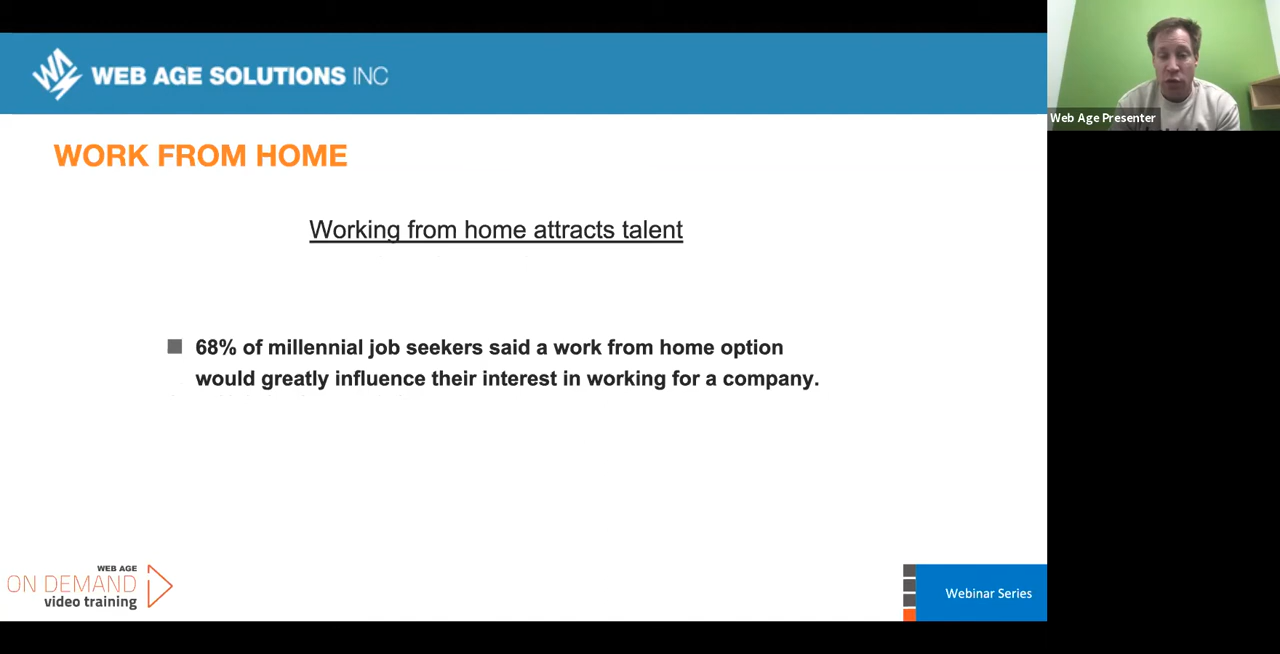 WEB AGE SOLUTIONS INC
Web Age Presenter
WORK FROM HOME
Working from home attracts talent
68% of millennial job seekers said a work from home option
would greatly influence their interest in working for a company.
WEB AGE
ON DEMAND
video training
Webinar Series